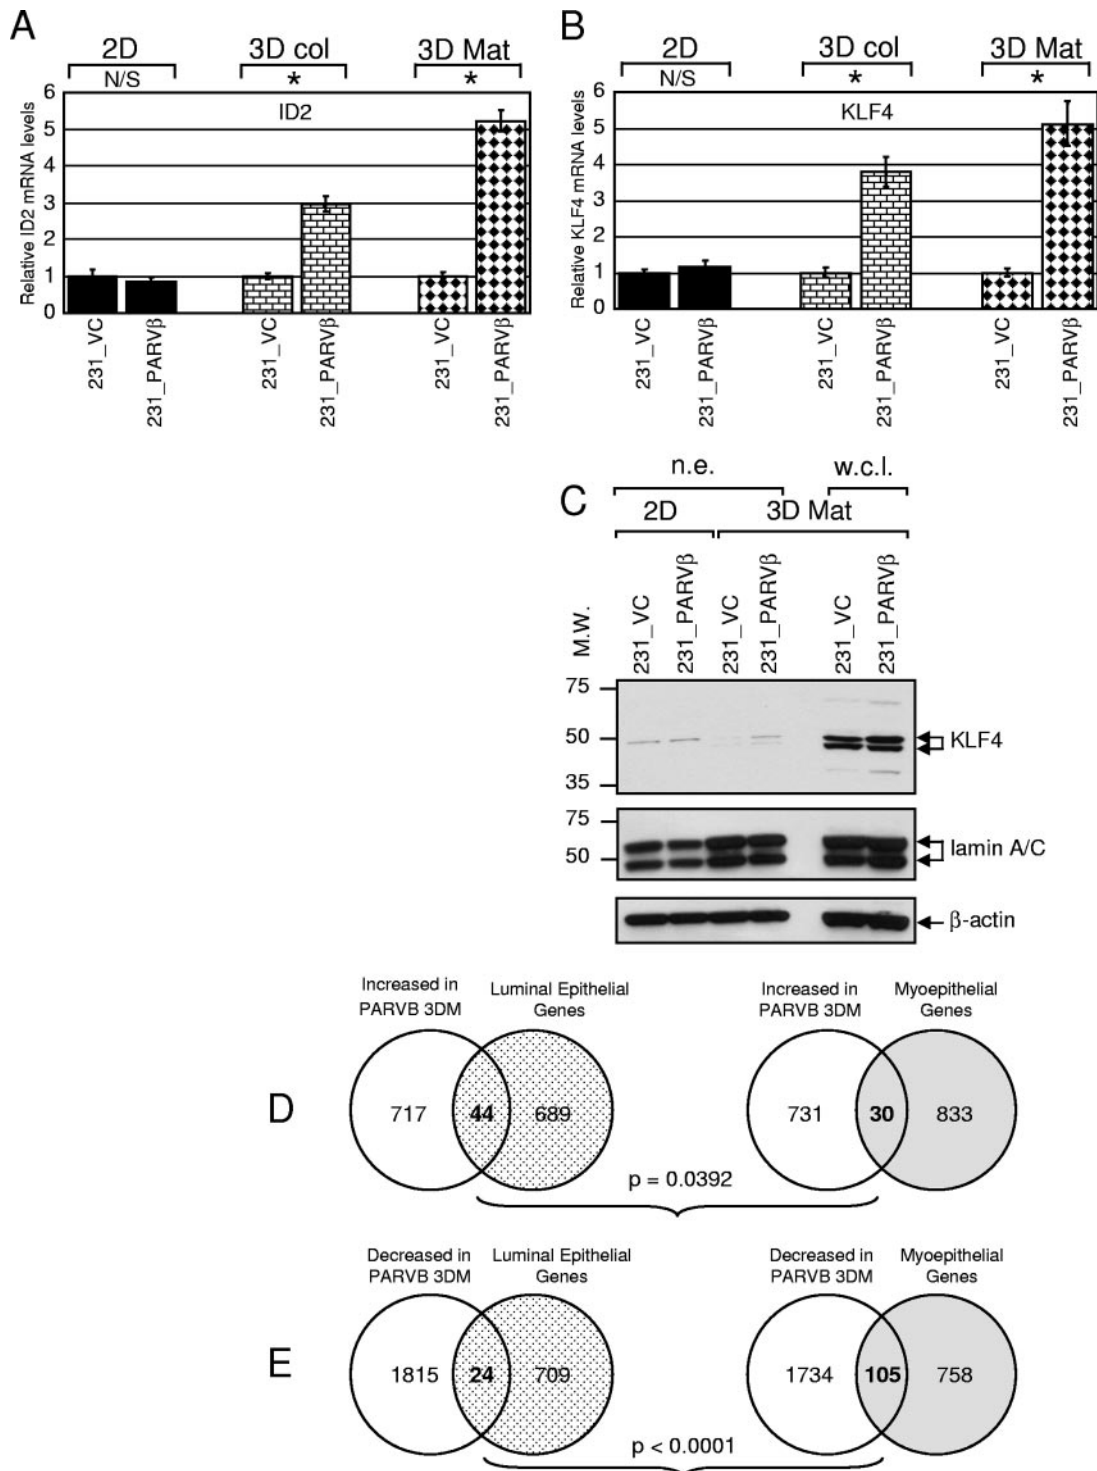 A
2D
3D col
3D Mat
N/S
*
*
ID2
Relative ID2 mRNA levels
6
5
4
3
2
1
0
231_VC
231_PARVβ
231_VC
231_PARVβ
231_VC
231_PARVβ
B
2D
3D col
3D Mat
N/S
*
*
KLF4
Relative KLF4 mRNA levels
6
5
4
3
2
1
0
231_VC
231_PARVβ
231_VC
231_PARVβ
231_VC
231_PARVβ
C
n.e.
w.c.l.
2D
3D Mat
M.W.
231_VC
231_PARVβ
231_VC
231_PARVβ
231_VC
231_PARVβ
75
50
35
KLF4
75
50
lamin A/C
β-actin
D
Increased in
PARVB 3DM
Luminal Epithelial
Genes
717
44
689
Increased in
PARVB 3DM
Myoepithelial
Genes
731
30
833
p = 0.0392
E
Decreased in
PARVB 3DM
Luminal Epithelial
Genes
1815
24
709
Decreased in
PARVB 3DM
Myoepithelial
Genes
1734
105
758
p < 0.0001